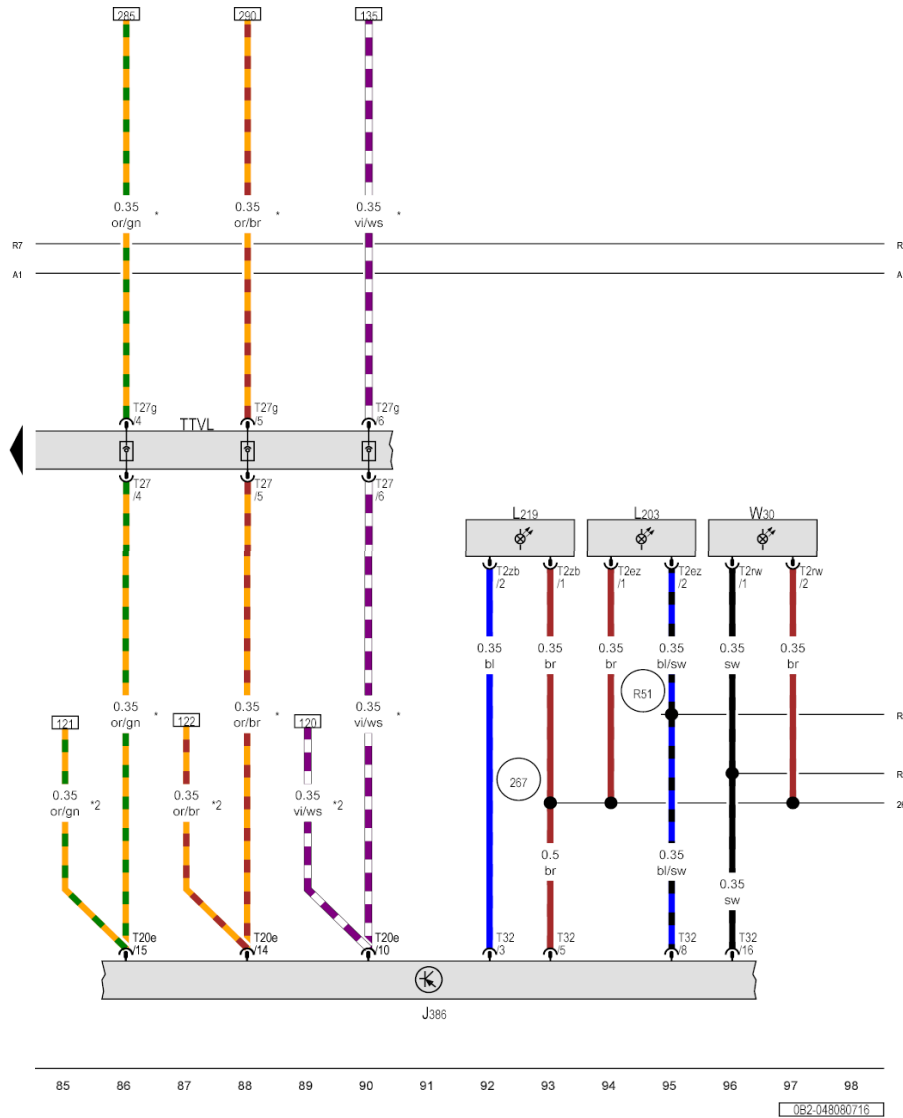 285 290 135
0.35 or/gn * 0.35 or/br * 0.35 vi/ws *
R7 R
A1 A
T27g /4 T27g /5 T27g /6
TTVL
T27 /4 T27 /5 T27 /6
L219 L203 W30
T2zb /2 T2zb /1 T2ez /1 T2ez /2 T2rw /1 T2rw /2
0.35 bl 0.35 br 0.35 br 0.35 bl/sw 0.35 sw 0.35 br
R51
121 0.35 or/gn * 122 0.35 or/br * 120 0.35 vi/ws *
R
267
R
0.35 or/gn *2 0.35 or/br *2 0.35 vi/ws *2
26
0.5 br 0.35 bl/sw 0.35 sw
T20e /15 T20e /14 T20e /10 T32 /3 T32 /5 T32 /8 T32 /16
J386
85 86 87 88 89 90 91 92 93 94 95 96 97 98
0B2-048080716